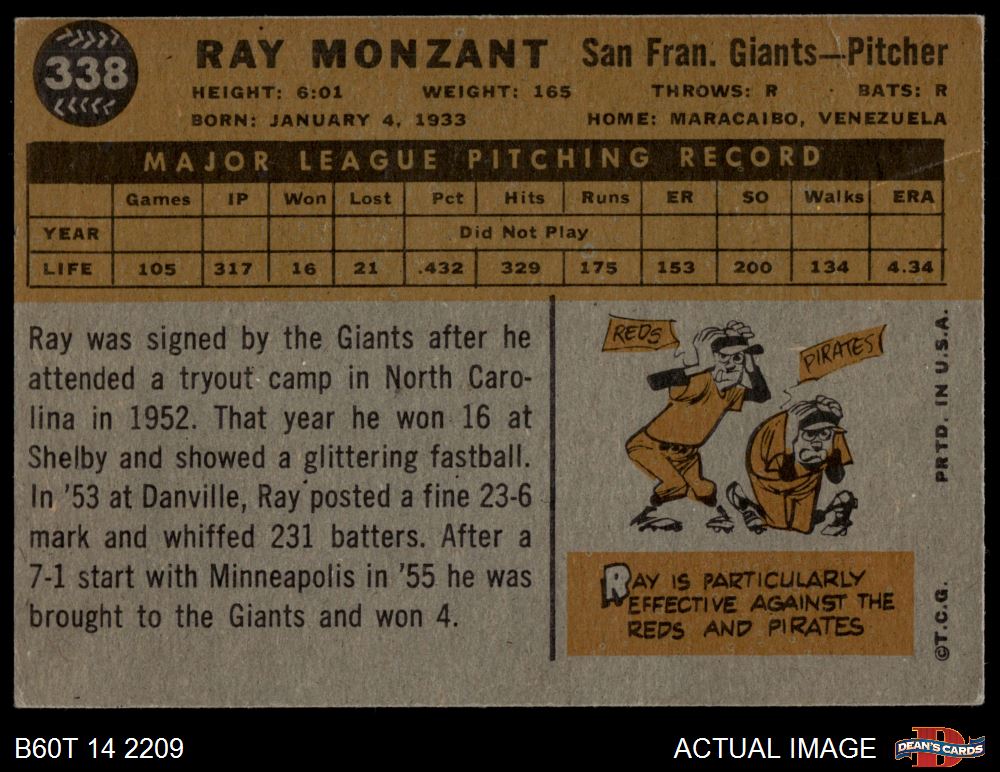 338
RAY MONZANT San Fran. Giants—Pitcher
HEIGHT: 6:01 WEIGHT: 165 THROWS: R BATS: R
BORN: JANUARY 4, 1933 HOME: MARACAIBO, VENEZUELA
MAJOR LEAGUE PITCHING RECORD
Games IP Won Lost Pct Hits Runs ER SO Walks ERA
YEAR Did Not Play
LIFE 105 317 16 21 .432 329 175 153 200 134 4.34
Ray was signed by the Giants after he
attended a tryout camp in North Caro-
lina in 1952. That year he won 16 at
Shelby and showed a glittering fastball.
In '53 at Danville, Ray posted a fine 23-6
mark and whiffed 231 batters. After a
7-1 start with Minneapolis in '55 he was
brought to the Giants and won 4.
REDS
PIRATES
RAY IS PARTICULARLY
EFFECTIVE AGAINST THE
REDS AND PIRATES
PRTD. IN U.S.A.
©T.C.G.
B60T 14 2209
ACTUAL IMAGE
D
DEAN'S CARDS